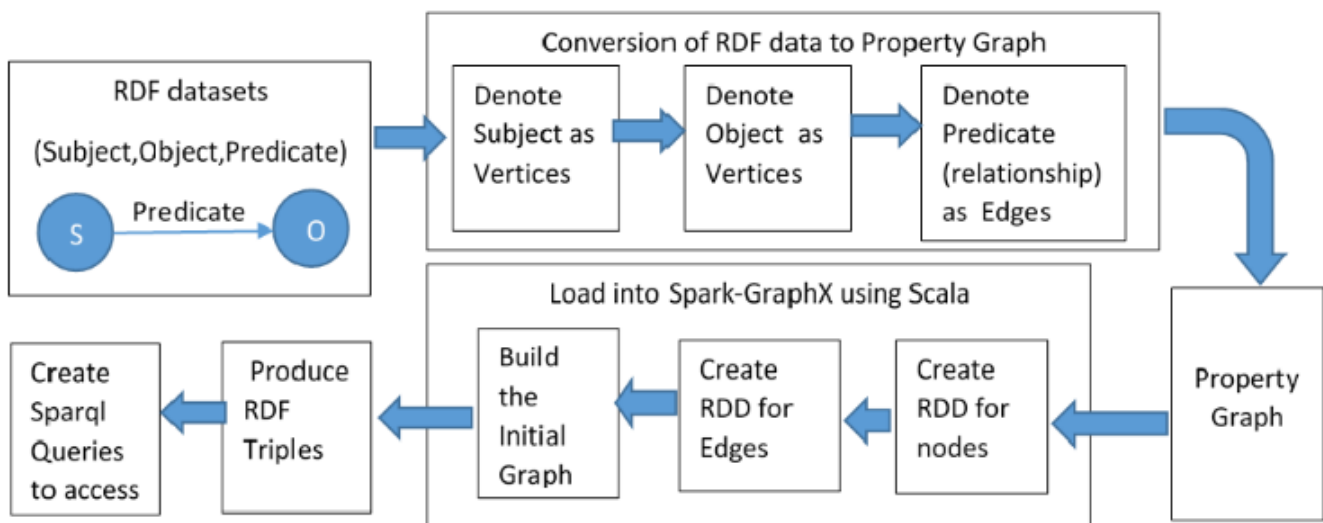 RDF datasets
(Subject,Object,Predicate)
Predicate
S
O
Conversion of RDF data to Property Graph
Denote
Subject as
Vertices
Denote
Object as
Vertices
Denote
Predicate
(relationship)
as Edges
Property
Graph
Load into Spark-GraphX using Scala
Create
RDD for
nodes
Create
RDD for
Edges
Build
the
Initial
Graph
Produce
RDF
Triples
Create
Sparql
Queries
to access